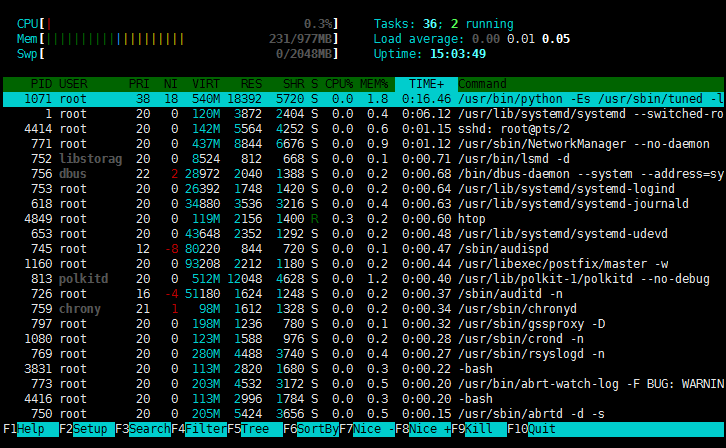 CPU[| 0.3%] Tasks: 36; 2 running
Mem[|||||||||||||||||||| 231/977MB] Load average: 0.00 0.01 0.05
Swp[ 0/2048MB] Uptime: 15:03:49
PID USER PRI NI VIRT RES SHR S CPU% MEM% TIME+ Command
1071 root 38 18 540M 18392 5720 S 0.0 1.8 0:16.46 /usr/bin/python -Es /usr/sbin/tuned -l
1 root 20 0 120M 3872 2404 S 0.0 0.4 0:06.12 /usr/lib/systemd/systemd --switched-ro
4414 root 20 0 142M 5564 4252 S 0.0 0.6 0:01.15 sshd: root@pts/2
771 root 20 0 437M 8844 6676 S 0.0 0.9 0:01.12 /usr/sbin/NetworkManager --no-daemon
752 libstorag 20 0 8524 812 668 S 0.0 0.1 0:00.71 /usr/bin/lsmd -d
756 dbus 22 2 28972 2040 1388 S 0.0 0.2 0:00.68 /bin/dbus-daemon --system --address=sy
753 root 20 0 26392 1748 1420 S 0.0 0.2 0:00.64 /usr/lib/systemd/systemd-logind
618 root 20 0 34880 3536 3216 S 0.0 0.4 0:00.63 /usr/lib/systemd/systemd-journald
4849 root 20 0 119M 2156 1400 R 0.3 0.2 0:00.60 htop
653 root 20 0 43648 2352 1292 S 0.0 0.2 0:00.48 /usr/lib/systemd/systemd-udevd
745 root 12 -8 80220 844 720 S 0.0 0.1 0:00.47 /sbin/audispd
1160 root 20 0 93208 2212 1180 S 0.0 0.2 0:00.44 /usr/libexec/postfix/master -w
813 polkitd 20 0 512M 12048 4628 S 0.0 1.2 0:00.40 /usr/lib/polkit-1/polkitd --no-debug
726 root 16 -4 51180 1624 1248 S 0.0 0.2 0:00.37 /sbin/auditd -n
759 chrony 21 1 98M 1612 1328 S 0.0 0.2 0:00.34 /usr/sbin/chronyd
797 root 20 0 198M 1236 780 S 0.0 0.1 0:00.32 /usr/sbin/gssproxy -D
1080 root 20 0 123M 1588 976 S 0.0 0.2 0:00.28 /usr/sbin/crond -n
769 root 20 0 280M 4488 3740 S 0.0 0.4 0:00.27 /usr/sbin/rsyslogd -n
3831 root 20 0 113M 2820 1680 S 0.0 0.3 0:00.22 -bash
773 root 20 0 203M 4532 3172 S 0.0 0.5 0:00.20 /usr/bin/abrt-watch-log -F BUG: WARNIN
4416 root 20 0 113M 2996 1784 S 0.0 0.3 0:00.20 -bash
750 root 20 0 205M 5424 3656 S 0.0 0.5 0:00.15 /usr/sbin/abrtd -d -s
F1Help F2Setup F3SearchF4FilterF5Tree F6SortByF7Nice -F8Nice +F9Kill F10Quit